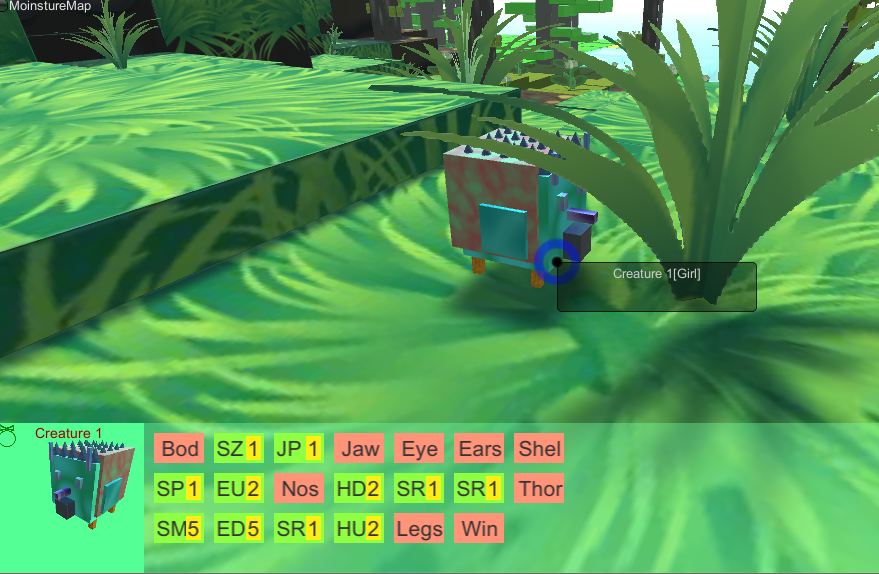 MoinstureMap
Creature 1[Girl]
Creature 1
Bod SZ1 JP1 Jaw Eye Ears Shel
SP1 EU2 Nos HD2 SR1 SR1 Thor
SM5 ED5 SR1 HU2 Legs Win